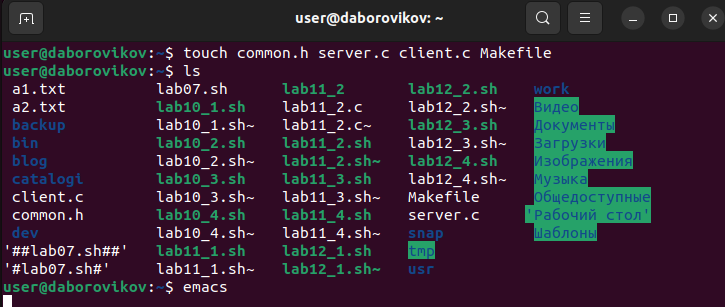 user@daborovikov: ~
user@daborovikov:~$ touch common.h server.c client.c Makefile
user@daborovikov:~$ ls
a1.txt lab07.sh lab11_2 lab12_2.sh work
a2.txt lab10_1.sh lab11_2.c lab12_2.sh~ Видео
backup lab10_1.sh~ lab11_2.c~ lab12_3.sh Документы
bin lab10_2.sh lab11_2.sh lab12_3.sh~ Загрузки
blog lab10_2.sh~ lab11_2.sh~ lab12_4.sh Изображения
catalogi lab10_3.sh lab11_3.sh lab12_4.sh~ Музыка
client.c lab10_3.sh~ lab11_3.sh~ Makefile Общедоступные
common.h lab10_4.sh lab11_4.sh server.c 'Рабочий стол'
dev lab10_4.sh~ lab11_4.sh~ snap Шаблоны
'##lab07.sh##' lab11_1.sh lab12_1.sh tmp
'#lab07.sh#' lab11_1.sh~ lab12_1.sh~ usr
user@daborovikov:~$ emacs